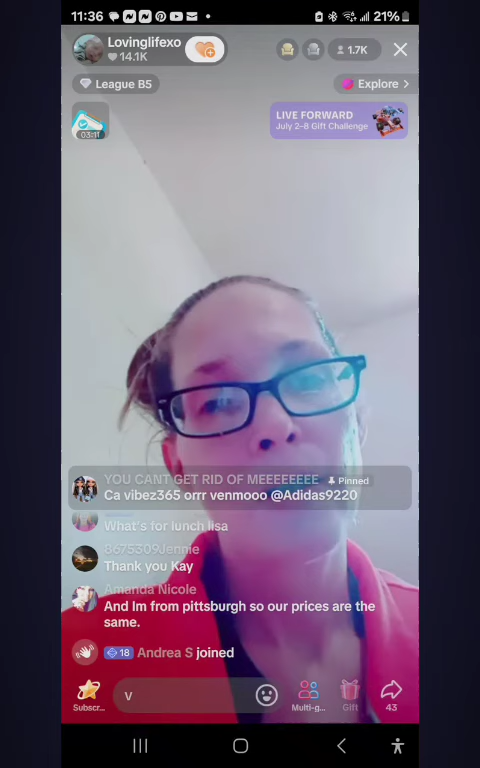 11:36
21%
Lovinglifexo
14.1K
1.7K
League B5
Explore >
03:11
LIVE FORWARD
July 2–8 Gift Challenge
YOU CANT GET RID OF MEEEEEEEE Pinned
Ca vibez365 orrr venmooo @Adidas9220
What's for lunch lisa
8675309Jennie
Thank you Kay
Amanda Nicole
And Im from pittsburgh so our prices are the
same.
18 Andrea S joined
V
Subscr...
Multi-g...
Gift
43